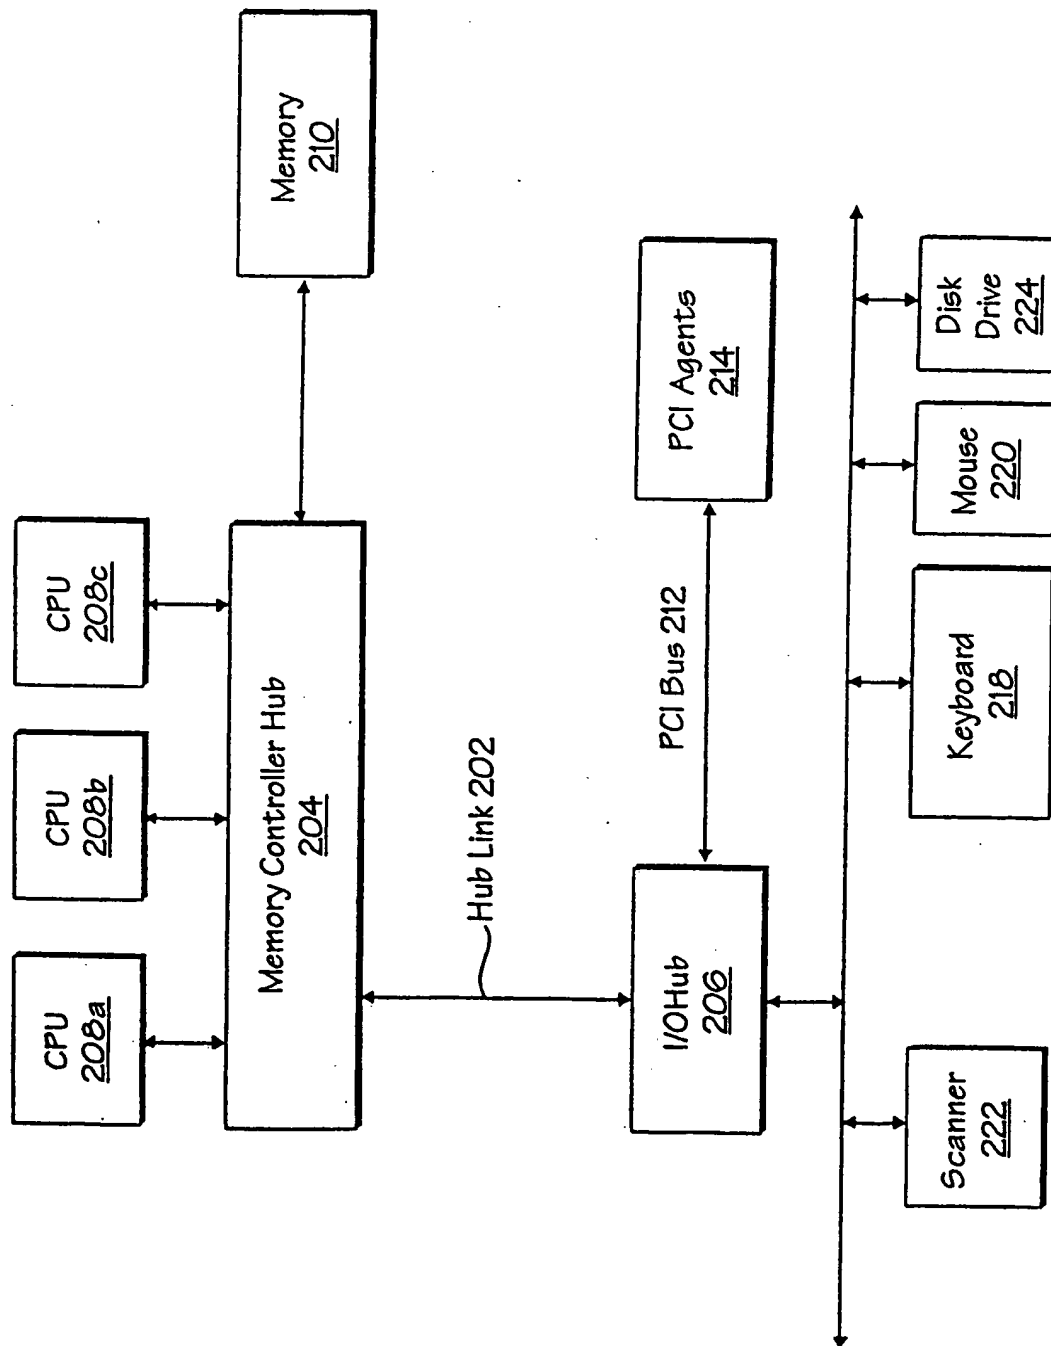 CPU
208a
CPU
208b
CPU
208c
Memory Controller Hub
204
Memory
210
Hub Link 202
I/O Hub
206
PCI Bus 212
PCI Agents
214
Scanner
222
Keyboard
218
Mouse
220
Disk
Drive
224